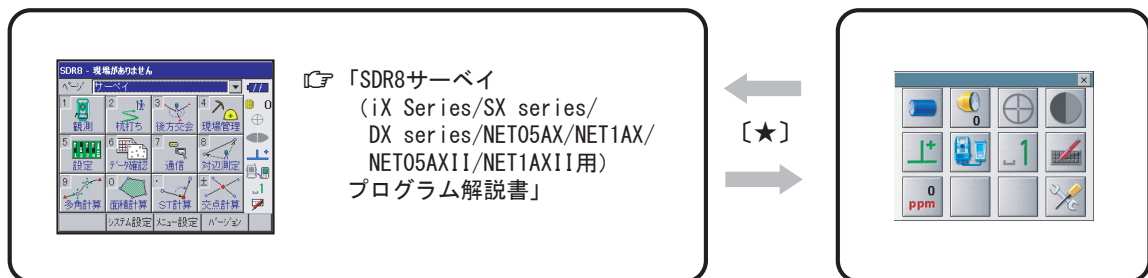 SDR8 - 現場がありません
ページ サーベイ
1 観測 2 杭打ち 3 後方交会 4 現場管理 0
5 設定 6 データ確認 7 通信 8 対辺測定
9 多角計算 0 面積計算 . ST計算 ± 交点計算 1
システム設定 メニュー設定 バージョン
☞ 「SDR8サーベイ
(iX Series/SX series/
DX series/NET05AX/NET1AX/
NET05AXII/NET1AXII用)
プログラム解説書」
〔★〕
0
1
0
ppm